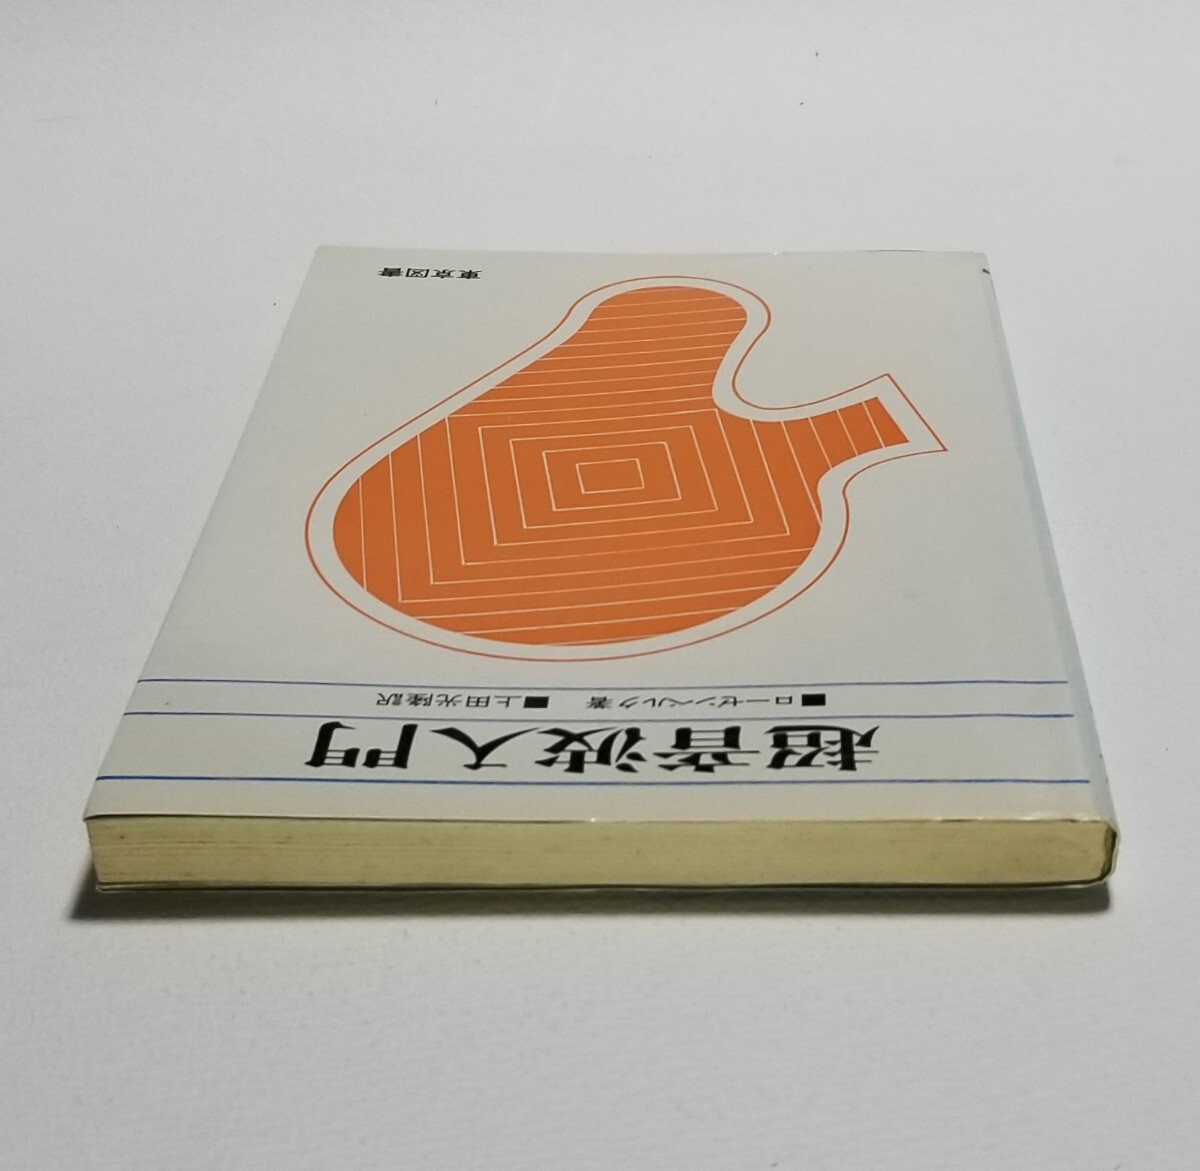 超音波入門
■ローゼンベルク著 ■上田光隆訳
東京図書